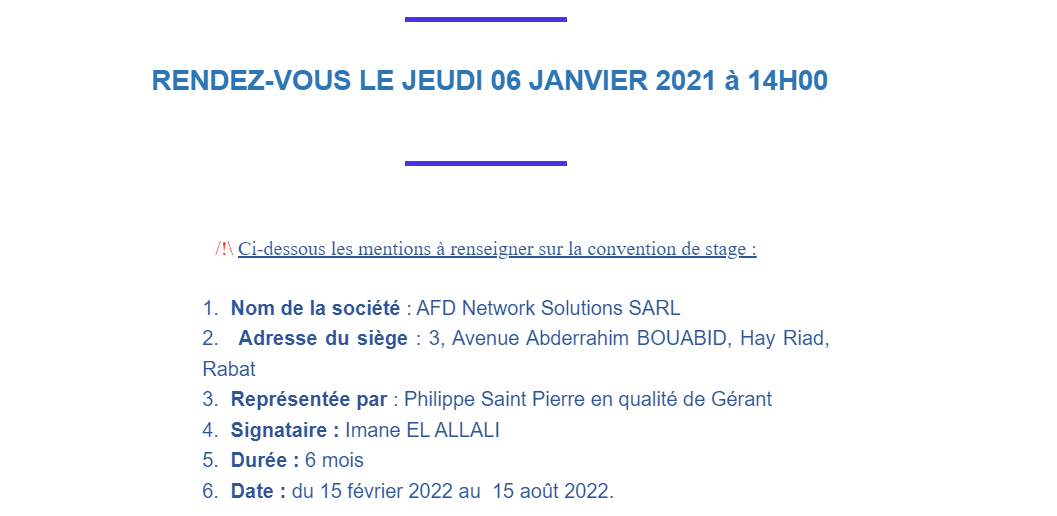 RENDEZ-VOUS LE JEUDI 06 JANVIER 2021 à 14H00
/!\ Ci-dessous les mentions à renseigner sur la convention de stage :
1. Nom de la société : AFD Network Solutions SARL
2. Adresse du siège : 3, Avenue Abderrahim BOUABID, Hay Riad,
Rabat
3. Représentée par : Philippe Saint Pierre en qualité de Gérant
4. Signataire : Imane EL ALLALI
5. Durée : 6 mois
6. Date : du 15 février 2022 au 15 août 2022.